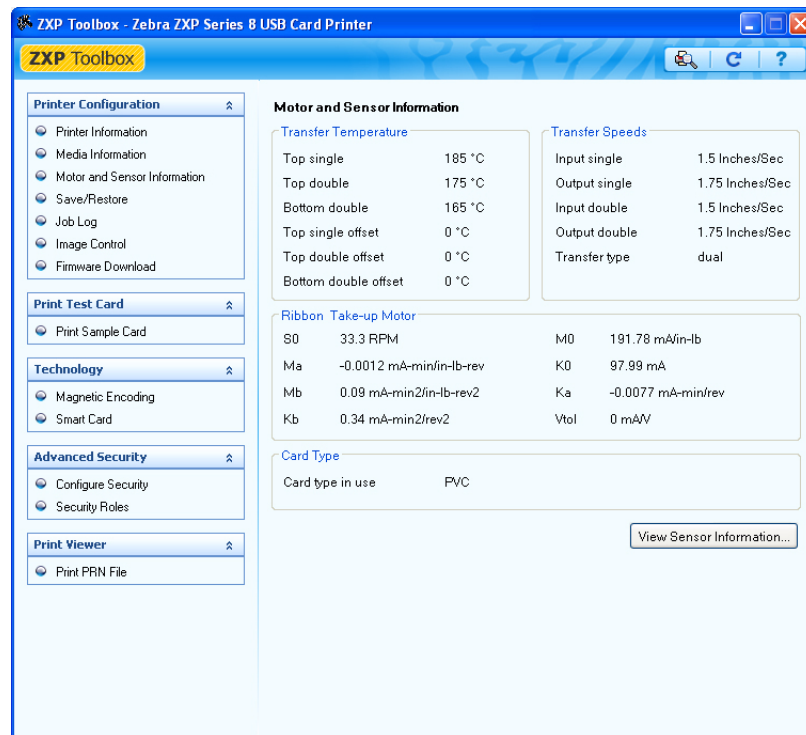 ZXP Toolbox - Zebra ZXP Series 8 USB Card Printer
ZXP Toolbox
?
Printer Configuration
Printer Information
Media Information
Motor and Sensor Information
Save/Restore
Job Log
Image Control
Firmware Download
Print Test Card
Print Sample Card
Technology
Magnetic Encoding
Smart Card
Advanced Security
Configure Security
Security Roles
Print Viewer
Print PRN File
Motor and Sensor Information
Transfer Temperature
Top single 185 °C
Top double 175 °C
Bottom double 165 °C
Top single offset 0 °C
Top double offset 0 °C
Bottom double offset 0 °C
Transfer Speeds
Input single 1.5 Inches/Sec
Output single 1.75 Inches/Sec
Input double 1.5 Inches/Sec
Output double 1.75 Inches/Sec
Transfer type dual
Ribbon Take-up Motor
S0 33.3 RPM M0 191.78 mA/in-lb
Ma -0.0012 mA-min/in-lb-rev K0 97.99 mA
Mb 0.09 mA-min2/in-lb-rev2 Ka -0.0077 mA-min/rev
Kb 0.34 mA-min2/rev2 Vtol 0 mA/V
Card Type
Card type in use PVC
View Sensor Information...